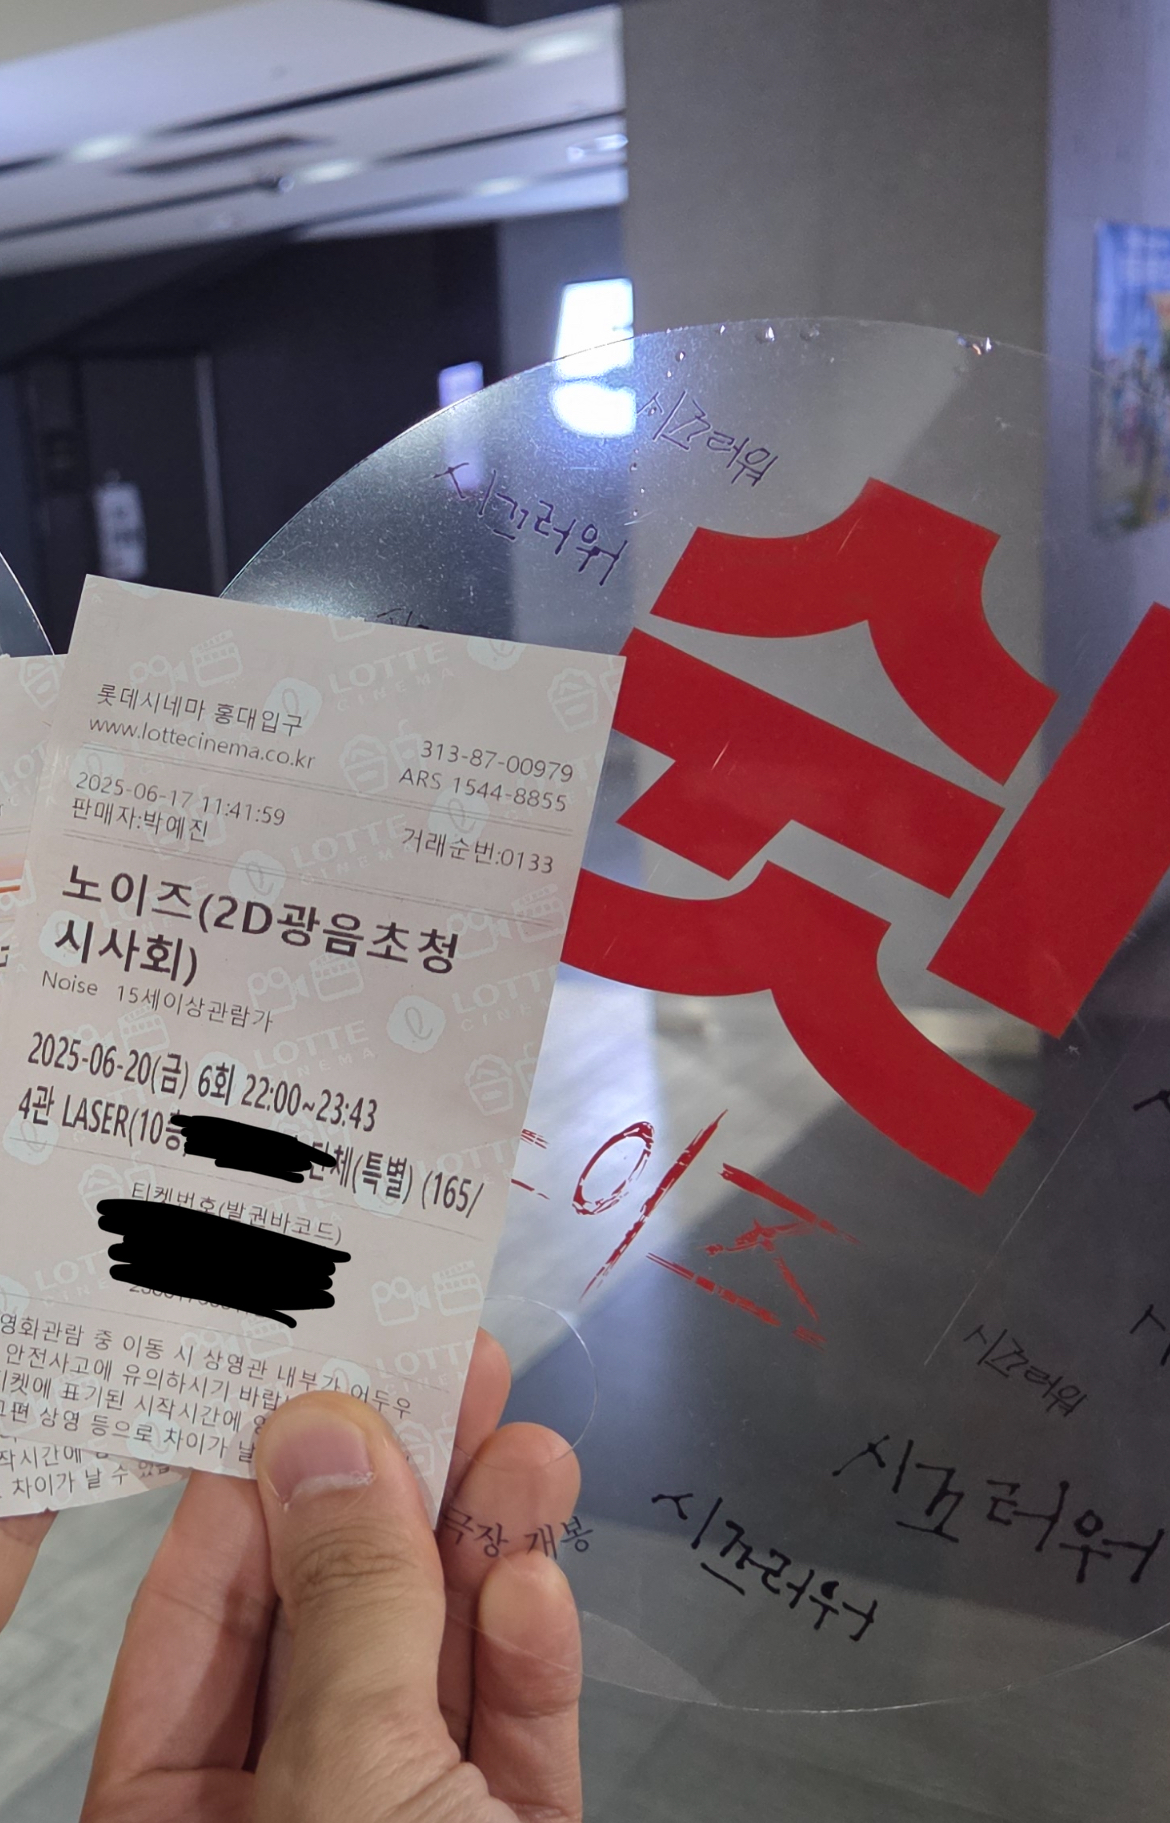 롯데시네마 홍대입구
www.lottecinema.co.kr
313-87-00979
ARS 1544-8855
2025-06-17 11:41:59
판매자:박예진
거래순번:0133
노이즈(2D광음초청
시사회)
Noise 15세이상관람가
2025-06-20(금) 6회 22:00~23:43
4관 LASER(10층 단체(특별) (165/
티켓번호(발권바코드)
영화관람 중 이동 시 상영관 내부가 어두우
안전사고에 유의하시기 바랍
티켓에 표기된 시작시간에
상영 등으로 차이가 날
작시간에
차이가 날 수
LOTTE
CINEMA
시끄러워
시끄러워
쉿
이즈
극장 개봉
시끄러워
시끄러워
시끄러워